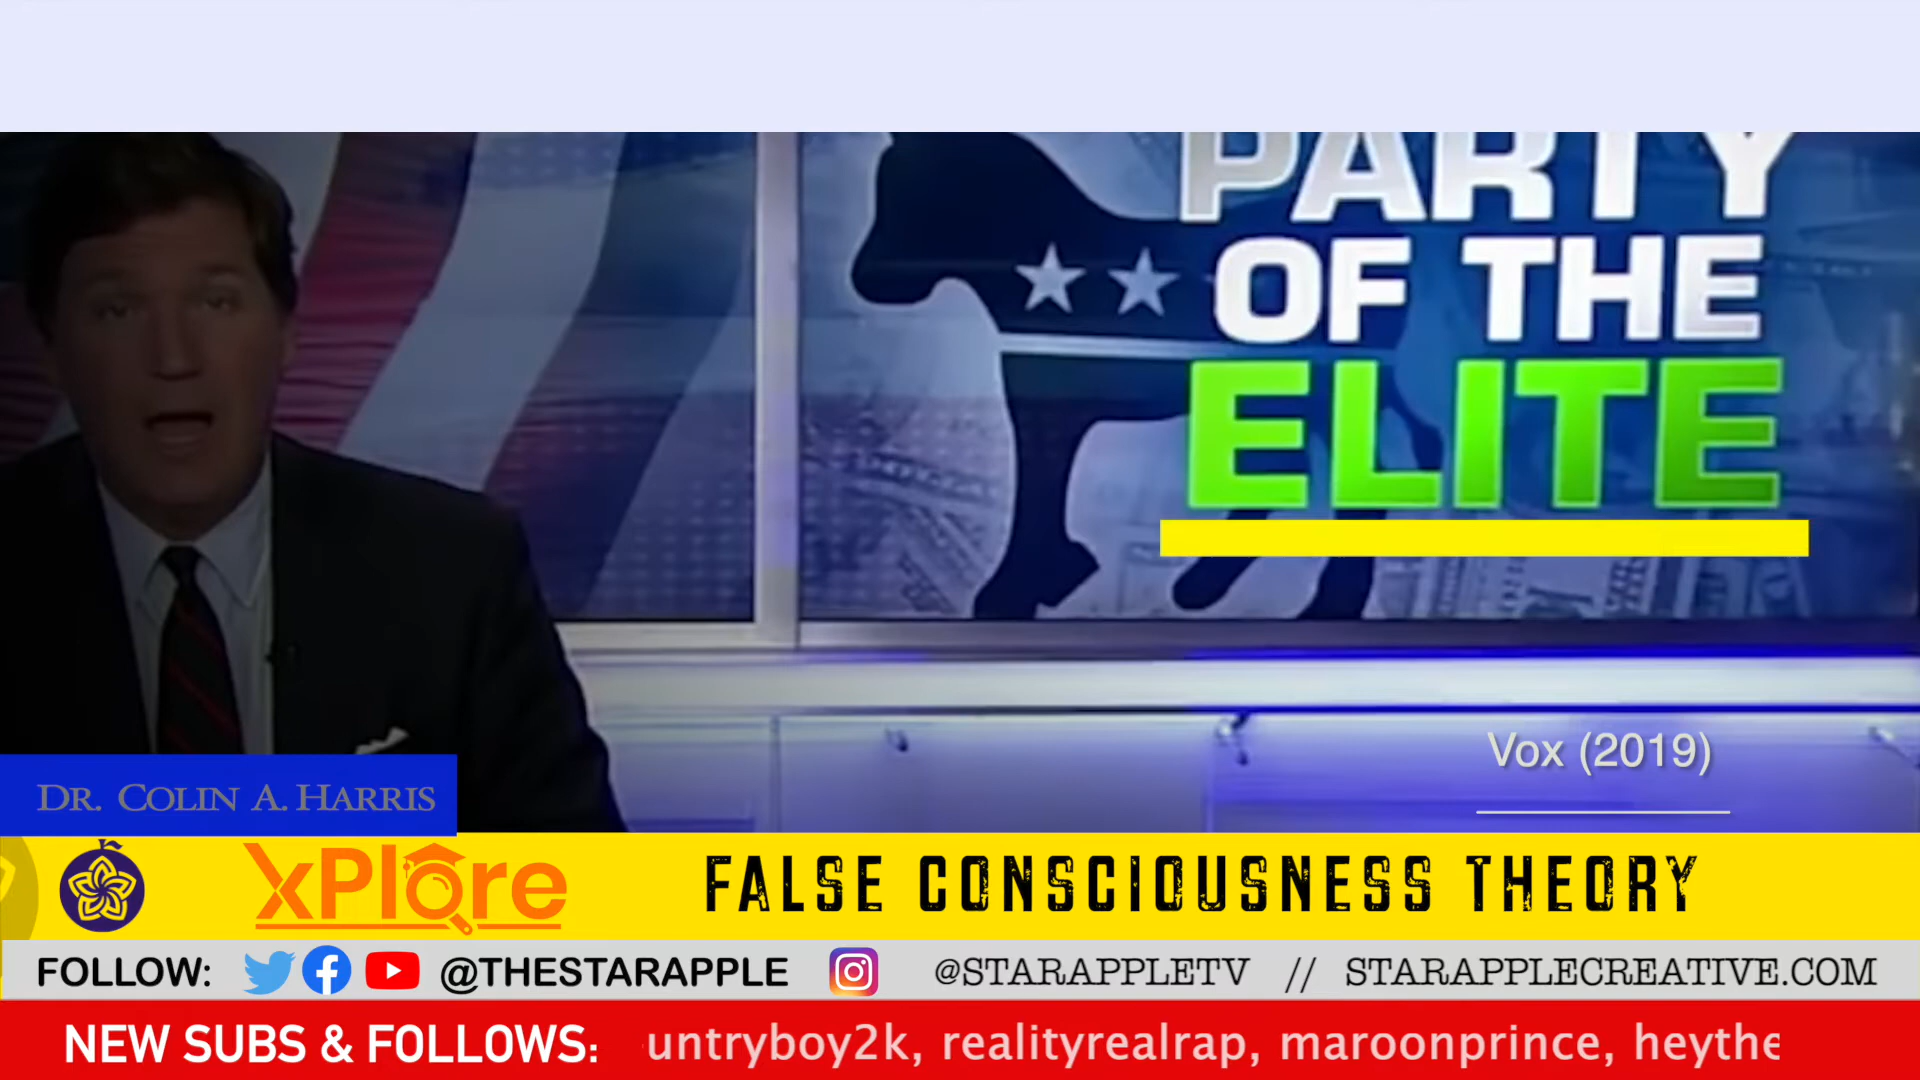 PARTY
OF THE
ELITE
Vox (2019)
DR. COLIN A. HARRIS
xPlore
FALSE CONSCIOUSNESS THEORY
FOLLOW: @THESTARAPPLE @STARAPPLETV // STARAPPLECREATIVE.COM
NEW SUBS & FOLLOWS: untryboy2k, realityrealrap, maroonprince, heythe